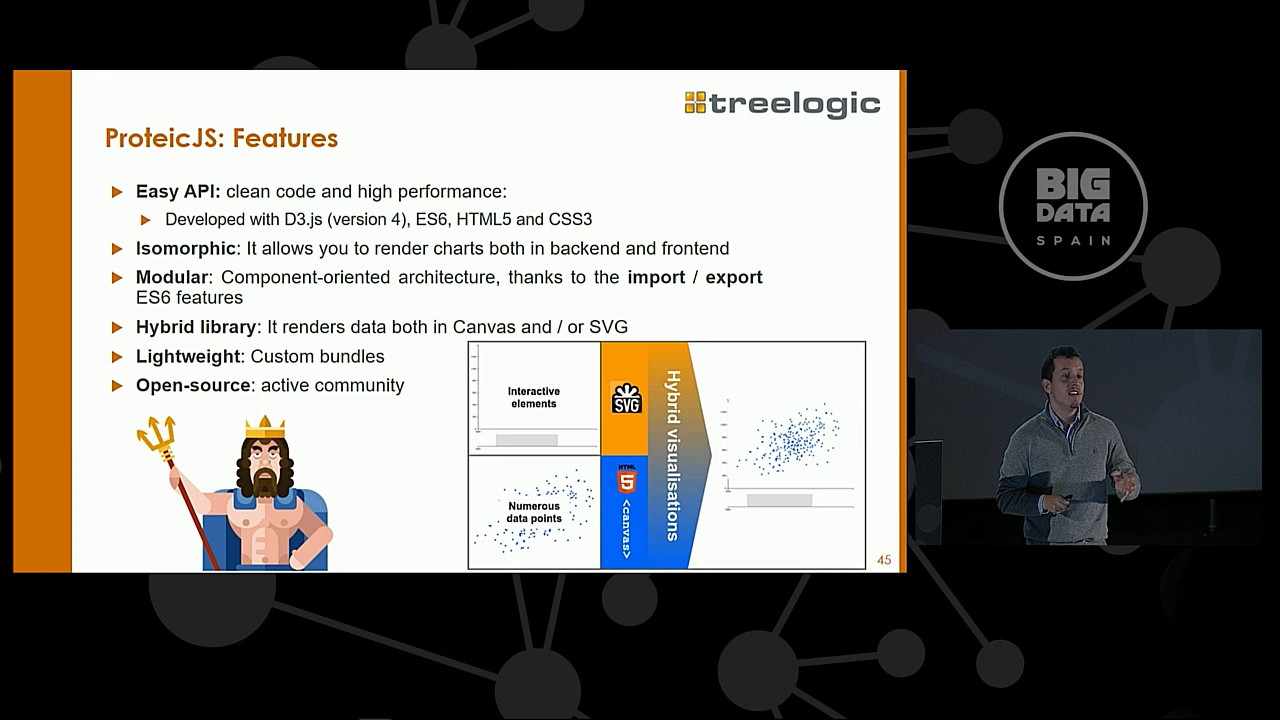 treelogic
ProteicJS: Features
Easy API: clean code and high performance:
Developed with D3.js (version 4), ES6, HTML5 and CSS3
Isomorphic: It allows you to render charts both in backend and frontend
Modular: Component-oriented architecture, thanks to the import / export
ES6 features
Hybrid library: It renders data both in Canvas and / or SVG
Lightweight: Custom bundles
Open-source: active community
Interactive
elements
SVG
Hybrid visualisations
Numerous
data points
HTML
5
<canvas>
45
BIG
DATA
SPAIN